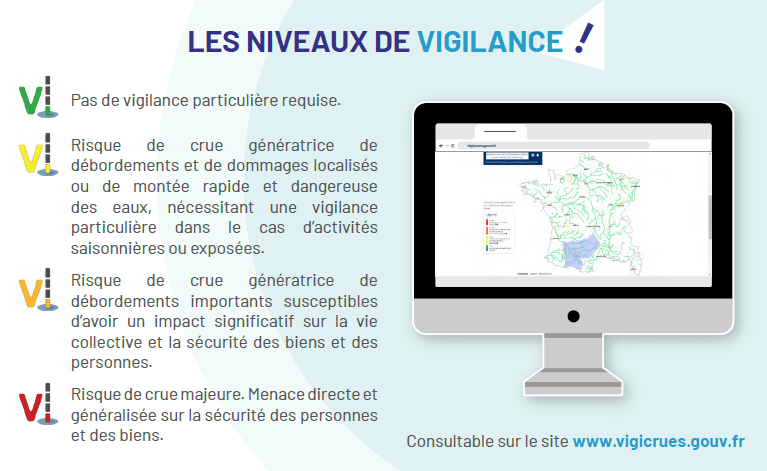 LES NIVEAUX DE VIGILANCE !
Pas de vigilance particulière requise.
Risque de crue génératrice de
débordements et de dommages localisés
ou de montée rapide et dangereuse
des eaux, nécessitant une vigilance
particulière dans le cas d'activités
saisonnières ou exposées.
Risque de crue génératrice de
débordements importants susceptibles
d'avoir un impact significatif sur la vie
collective et la sécurité des biens et des
personnes.
Risque de crue majeure. Menace directe et
généralisée sur la sécurité des personnes
et des biens.
vigicrues.gouv.fr
Consultable sur le site www.vigicrues.gouv.fr